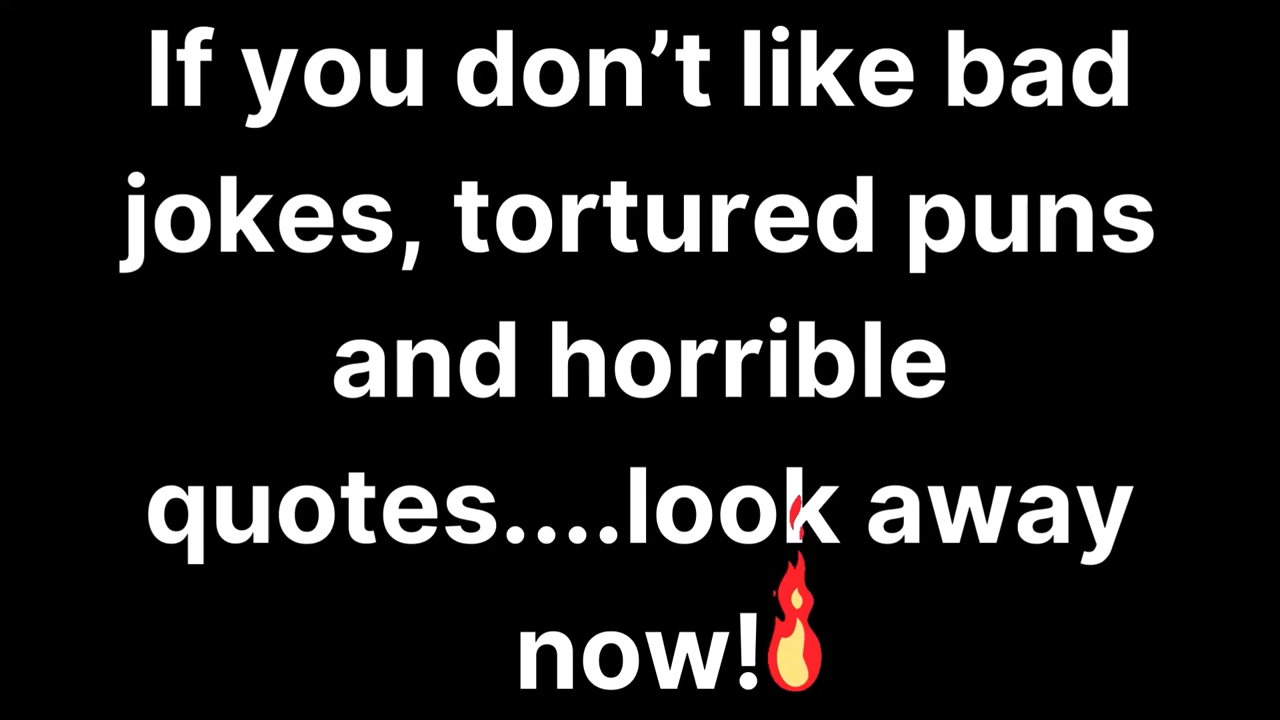 If you don’t like bad
jokes, tortured puns
and horrible
quotes....look away
now!